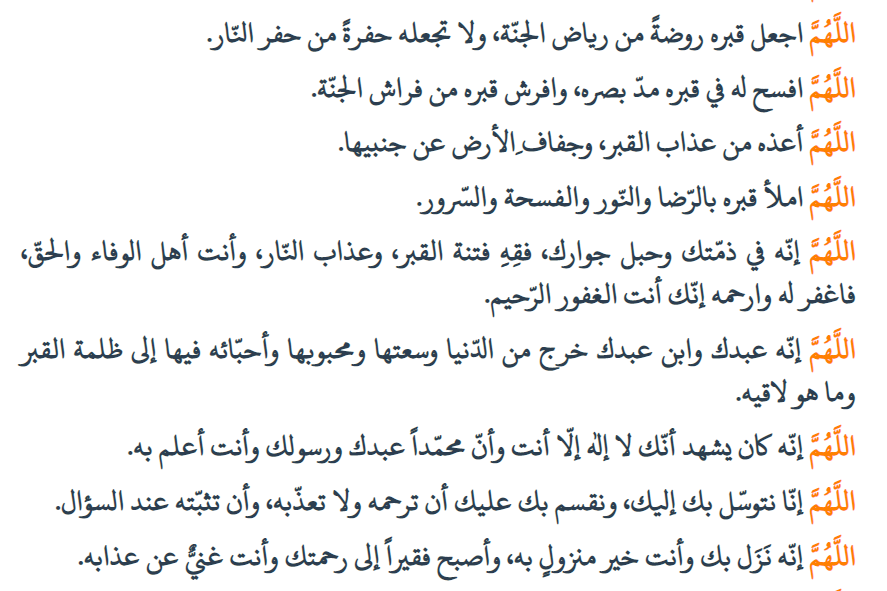 اللَّهُمَّ اجعل قبره روضةً من رياض الجنّة، ولا تجعله حفرةً من حفر النّار.
اللَّهُمَّ افسح له في قبره مدّ بصره، وافرش قبره من فراش الجنّة.
اللَّهُمَّ أعذه من عذاب القبر، وجفاف ِالأرض عن جنبيها.
اللَّهُمَّ املأ قبره بالرّضا والنّور والفسحة والسّرور.
اللَّهُمَّ إنّه في ذمّتك وحبل جوارك، فقِهِ فتنة القبر، وعذاب النّار، وأنت أهل الوفاء والحقّ،
فاغفر له وارحمه إنّك أنت الغفور الرّحيم.
اللَّهُمَّ إنّه عبدك وابن عبدك خرج من الدّنيا وسعتها ومحبوبها وأحبّائه فيها إلى ظلمة القبر
وما هو لاقيه.
اللَّهُمَّ إنّه كان يشهد أنّك لا إله إلّا أنت وأنّ محمّداً عبدك ورسولك وأنت أعلم به.
اللَّهُمَّ إنّا نتوسّل بك إليك، ونقسم بك عليك أن ترحمه ولا تعذّبه، وأن تثبّته عند السؤال.
اللَّهُمَّ إنّه نَزَل بك وأنت خير منزولٍ به، وأصبح فقيراً إلى رحمتك وأنت غنيٌّ عن عذابه.